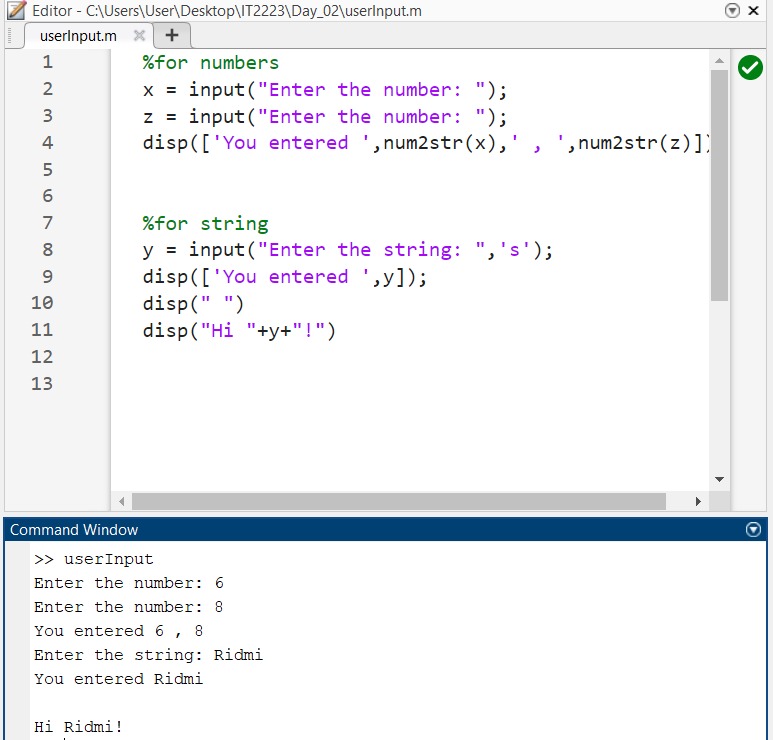 Editor - C:\Users\User\Desktop\IT2223\Day_02\userInput.m
userInput.m
1 %for numbers
2 x = input("Enter the number: ");
3 z = input("Enter the number: ");
4 disp(['You entered ',num2str(x),' , ',num2str(z)])
5
6
7 %for string
8 y = input("Enter the string: ",'s');
9 disp(['You entered ',y]);
10 disp(" ")
11 disp("Hi "+y+"!")
12
13
Command Window
>> userInput
Enter the number: 6
Enter the number: 8
You entered 6 , 8
Enter the string: Ridmi
You entered Ridmi
Hi Ridmi!